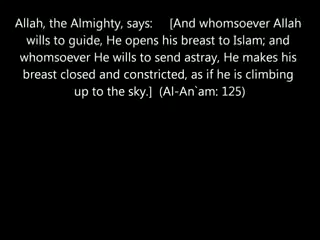 Allah, the Almighty, says: [And whomsoever Allah
wills to guide, He opens his breast to Islam; and
whomsoever He wills to send astray, He makes his
breast closed and constricted, as if he is climbing
up to the sky.] (Al-An`am: 125)